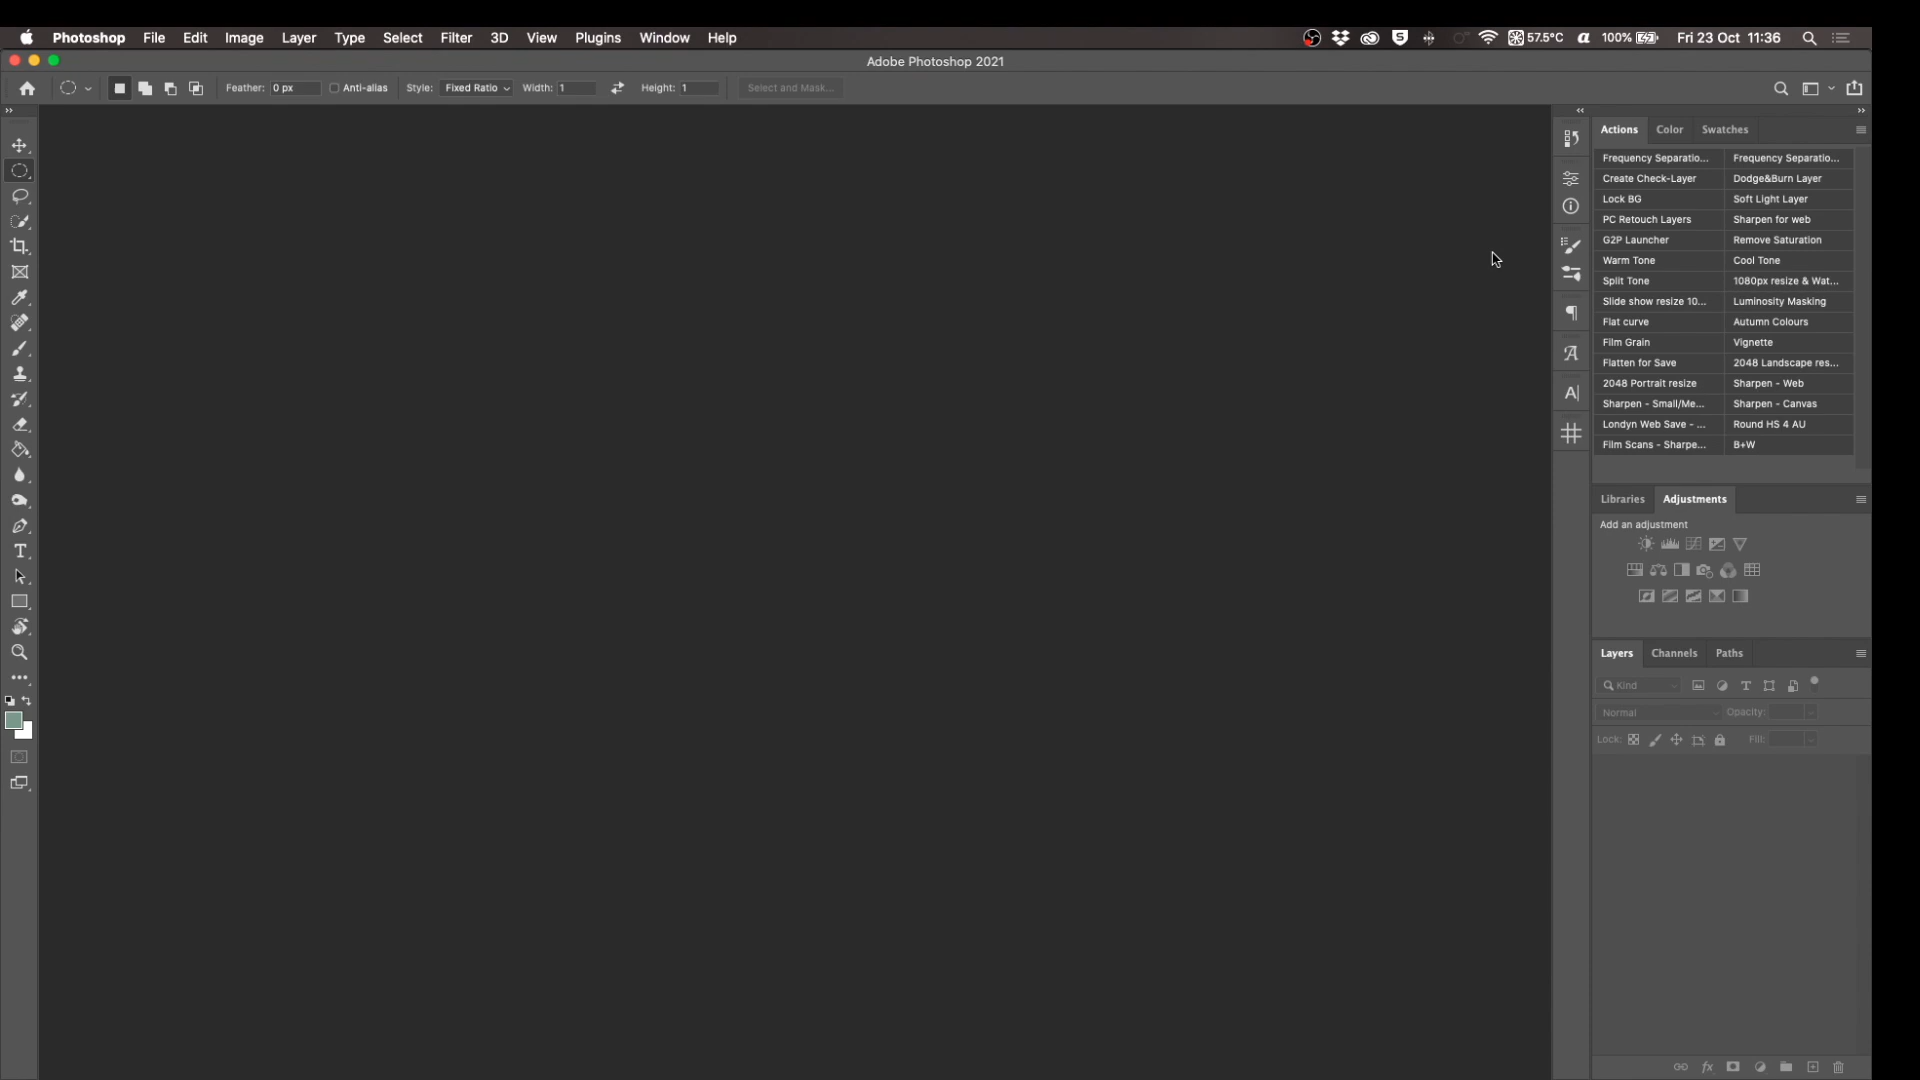 Photoshop File Edit Image Layer Type Select Filter 3D View Plugins Window Help 57.5°C 100% Fri 23 Oct 11:36
Adobe Photoshop 2021
Feather: 0 px Anti-alias Style: Fixed Ratio Width: 1 Height: 1 Select and Mask...
Actions Color Swatches
Frequency Separatio... Frequency Separatio...
Create Check-Layer Dodge&Burn Layer
Lock BG Soft Light Layer
PC Retouch Layers Sharpen for web
G2P Launcher Remove Saturation
Warm Tone Cool Tone
Split Tone 1080px resize & Wat...
Slide show resize 10... Luminosity Masking
Flat curve Autumn Colours
Film Grain Vignette
Flatten for Save 2048 Landscape res...
2048 Portrait resize Sharpen - Web
Sharpen - Small/Me... Sharpen - Canvas
Londyn Web Save - ... Round HS 4 AU
Film Scans - Sharpe... B+W
Libraries Adjustments
Add an adjustment
Layers Channels Paths
Kind
Normal Opacity:
Lock: Fill: